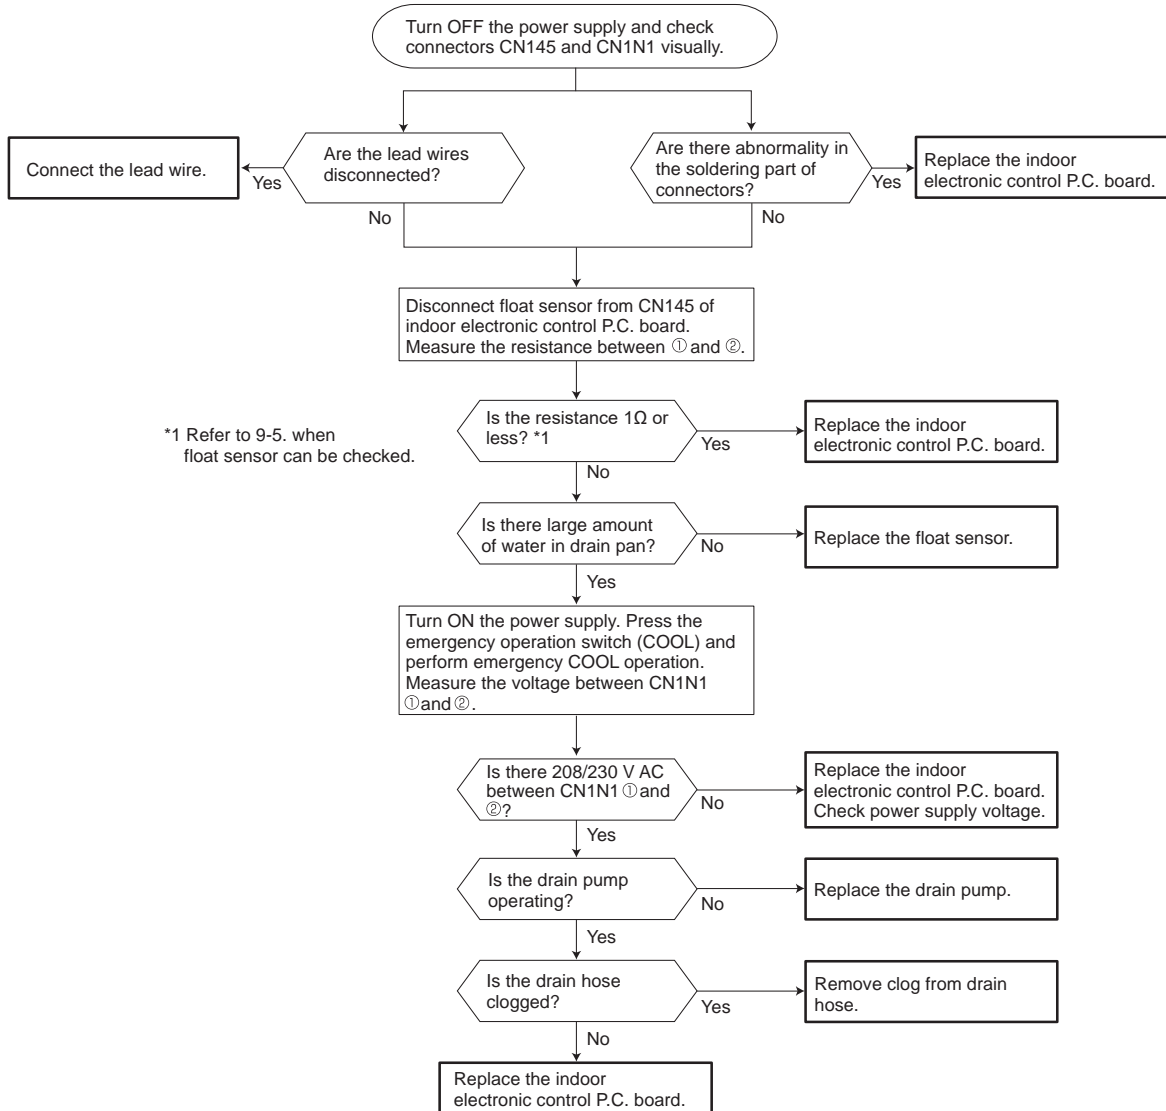 Turn OFF the power supply and check
connectors CN145 and CN1N1 visually.
Connect the lead wire.
Yes
Are the lead wires
disconnected?
No
Are there abnormality in
the soldering part of
connectors?
Yes
No
Replace the indoor
electronic control P.C. board.
Disconnect float sensor from CN145 of
indoor electronic control P.C. board.
Measure the resistance between ① and ②.
*1 Refer to 9-5. when
float sensor can be checked.
Is the resistance 1Ω or
less? *1
Yes
Replace the indoor
electronic control P.C. board.
No
Is there large amount
of water in drain pan?
No
Replace the float sensor.
Yes
Turn ON the power supply. Press the
emergency operation switch (COOL) and
perform emergency COOL operation.
Measure the voltage between CN1N1
①and ②.
Is there 208/230 V AC
between CN1N1 ①and
②?
No
Replace the indoor
electronic control P.C. board.
Check power supply voltage.
Yes
Is the drain pump
operating?
No
Replace the drain pump.
Yes
Is the drain hose
clogged?
Yes
Remove clog from drain
hose.
No
Replace the indoor
electronic control P.C. board.